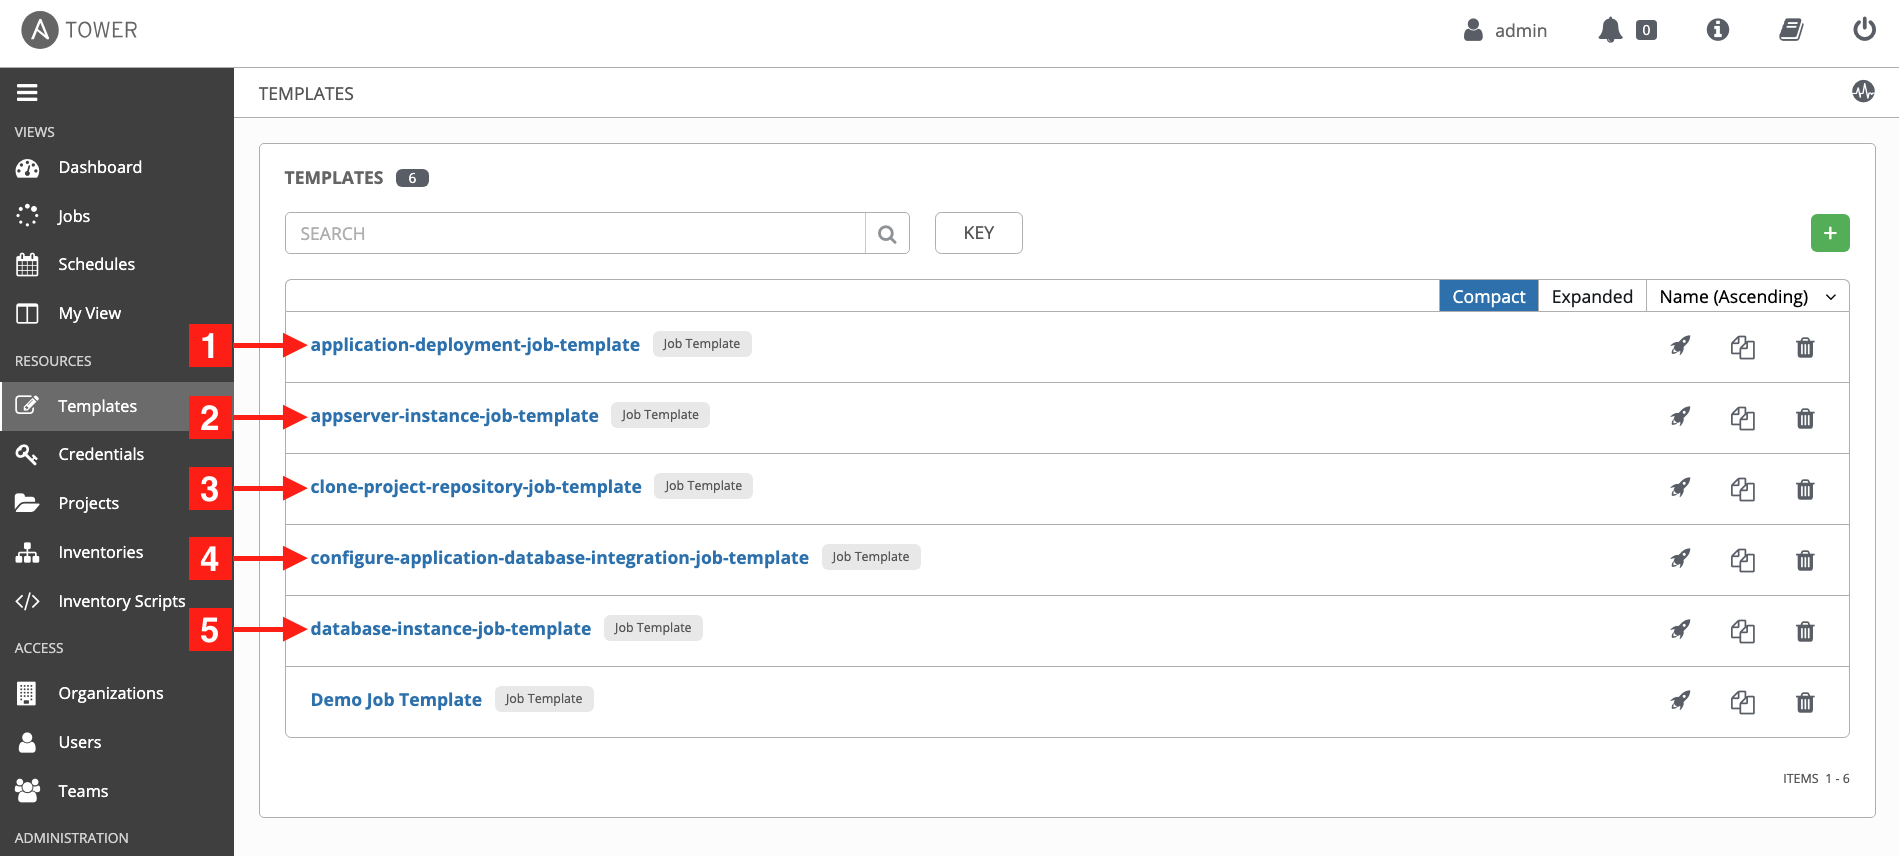 A TOWER
admin 0
TEMPLATES
VIEWS
Dashboard
Jobs
Schedules
My View
RESOURCES
Templates
Credentials
Projects
Inventories
Inventory Scripts
ACCESS
Organizations
Users
Teams
ADMINISTRATION
TEMPLATES 6
SEARCH KEY +
Compact Expanded Name (Ascending)
1 application-deployment-job-template Job Template
2 appserver-instance-job-template Job Template
3 clone-project-repository-job-template Job Template
4 configure-application-database-integration-job-template Job Template
5 database-instance-job-template Job Template
Demo Job Template Job Template
ITEMS 1 - 6